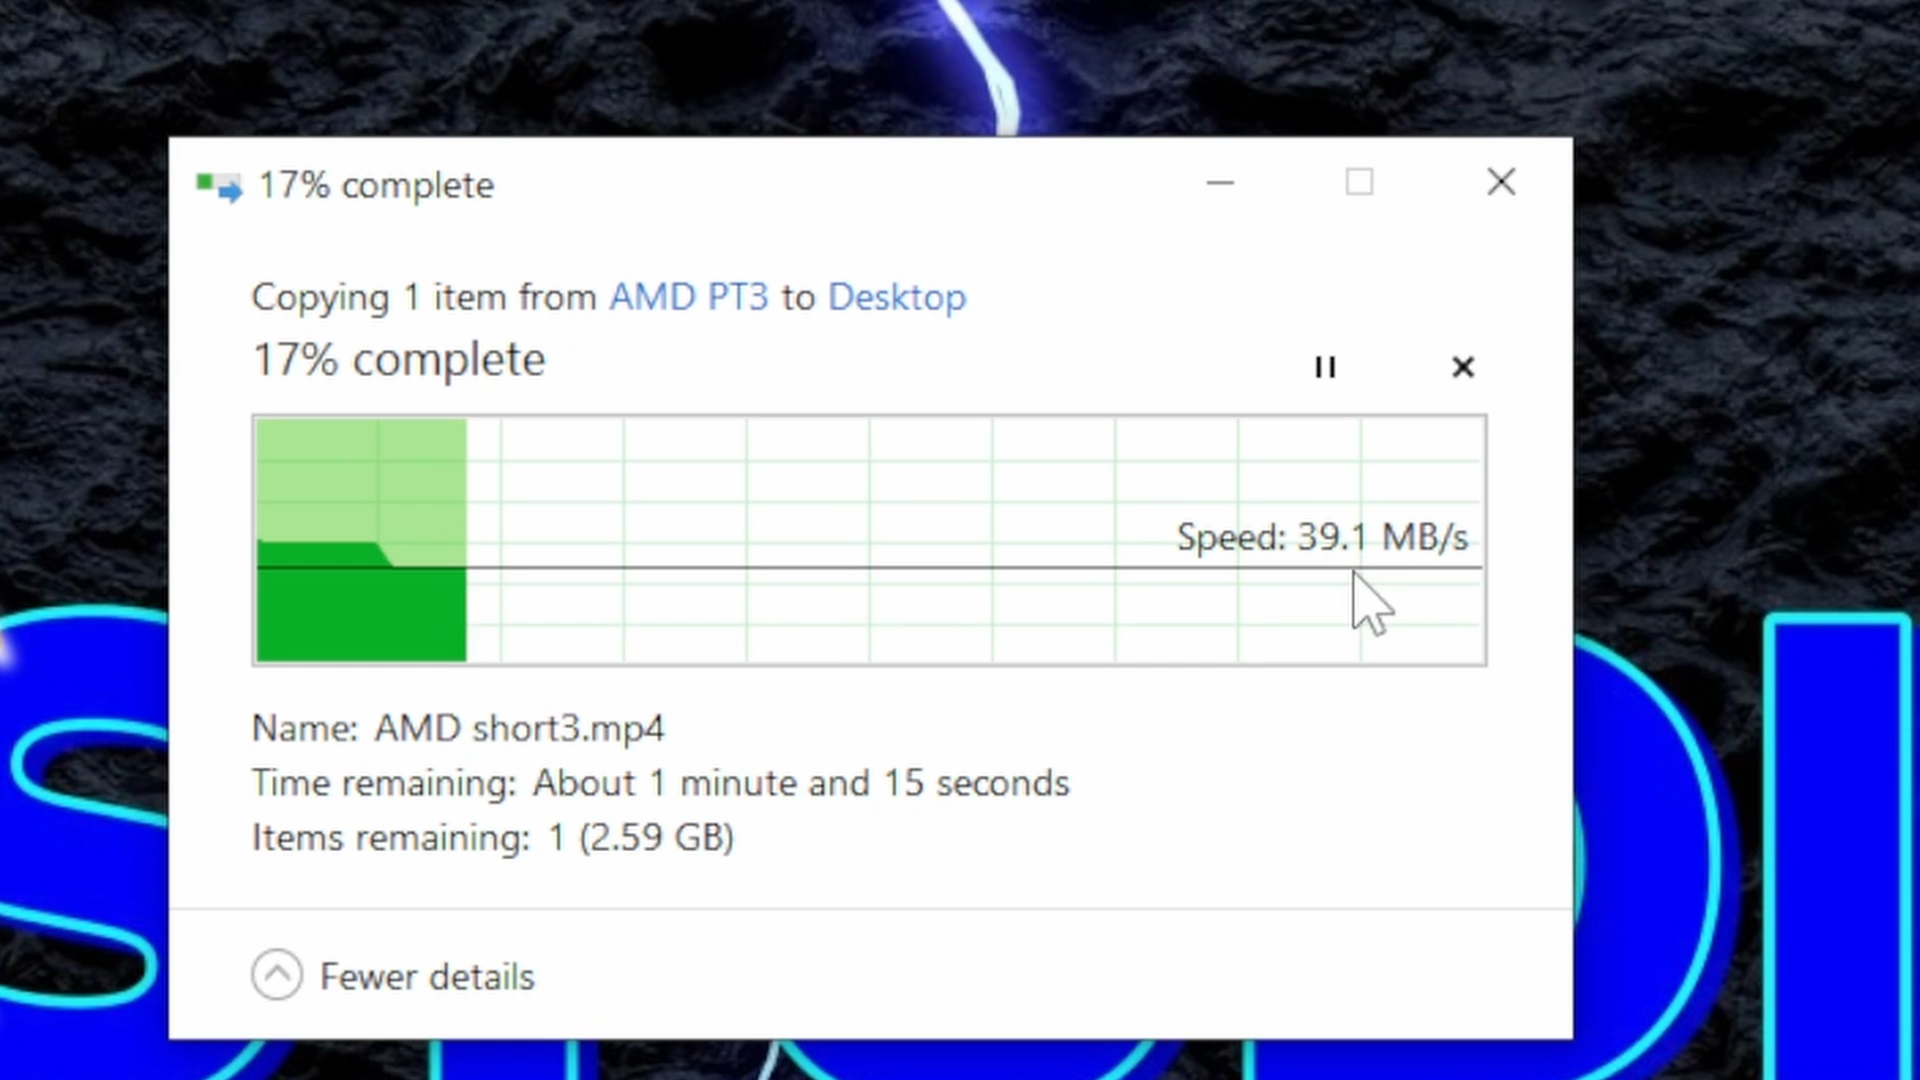 17% complete
Copying 1 item from AMD PT3 to Desktop
17% complete
Speed: 39.1 MB/s
Name: AMD short3.mp4
Time remaining: About 1 minute and 15 seconds
Items remaining: 1 (2.59 GB)
Fewer details